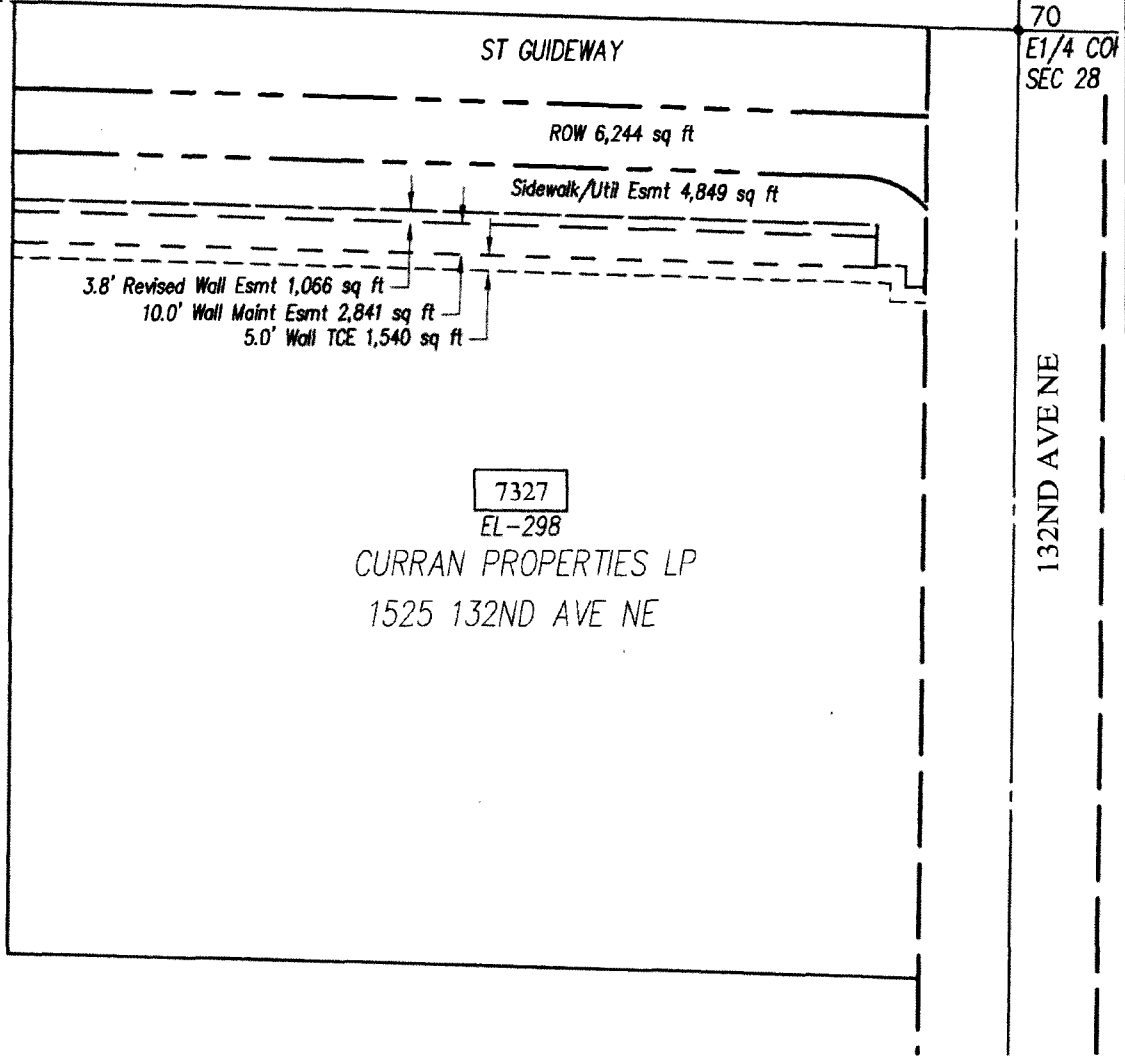 70
E1/4 CO
SEC 28
ST GUIDEWAY
ROW 6,244 sq ft
Sidewalk/Util Esmt 4,849 sq ft
3.8' Revised Wall Esmt 1,066 sq ft
10.0' Wall Maint Esmt 2,841 sq ft
5.0' Wall TCE 1,540 sq ft
132ND AVE NE
7327
EL-298
CURRAN PROPERTIES LP
1525 132ND AVE NE